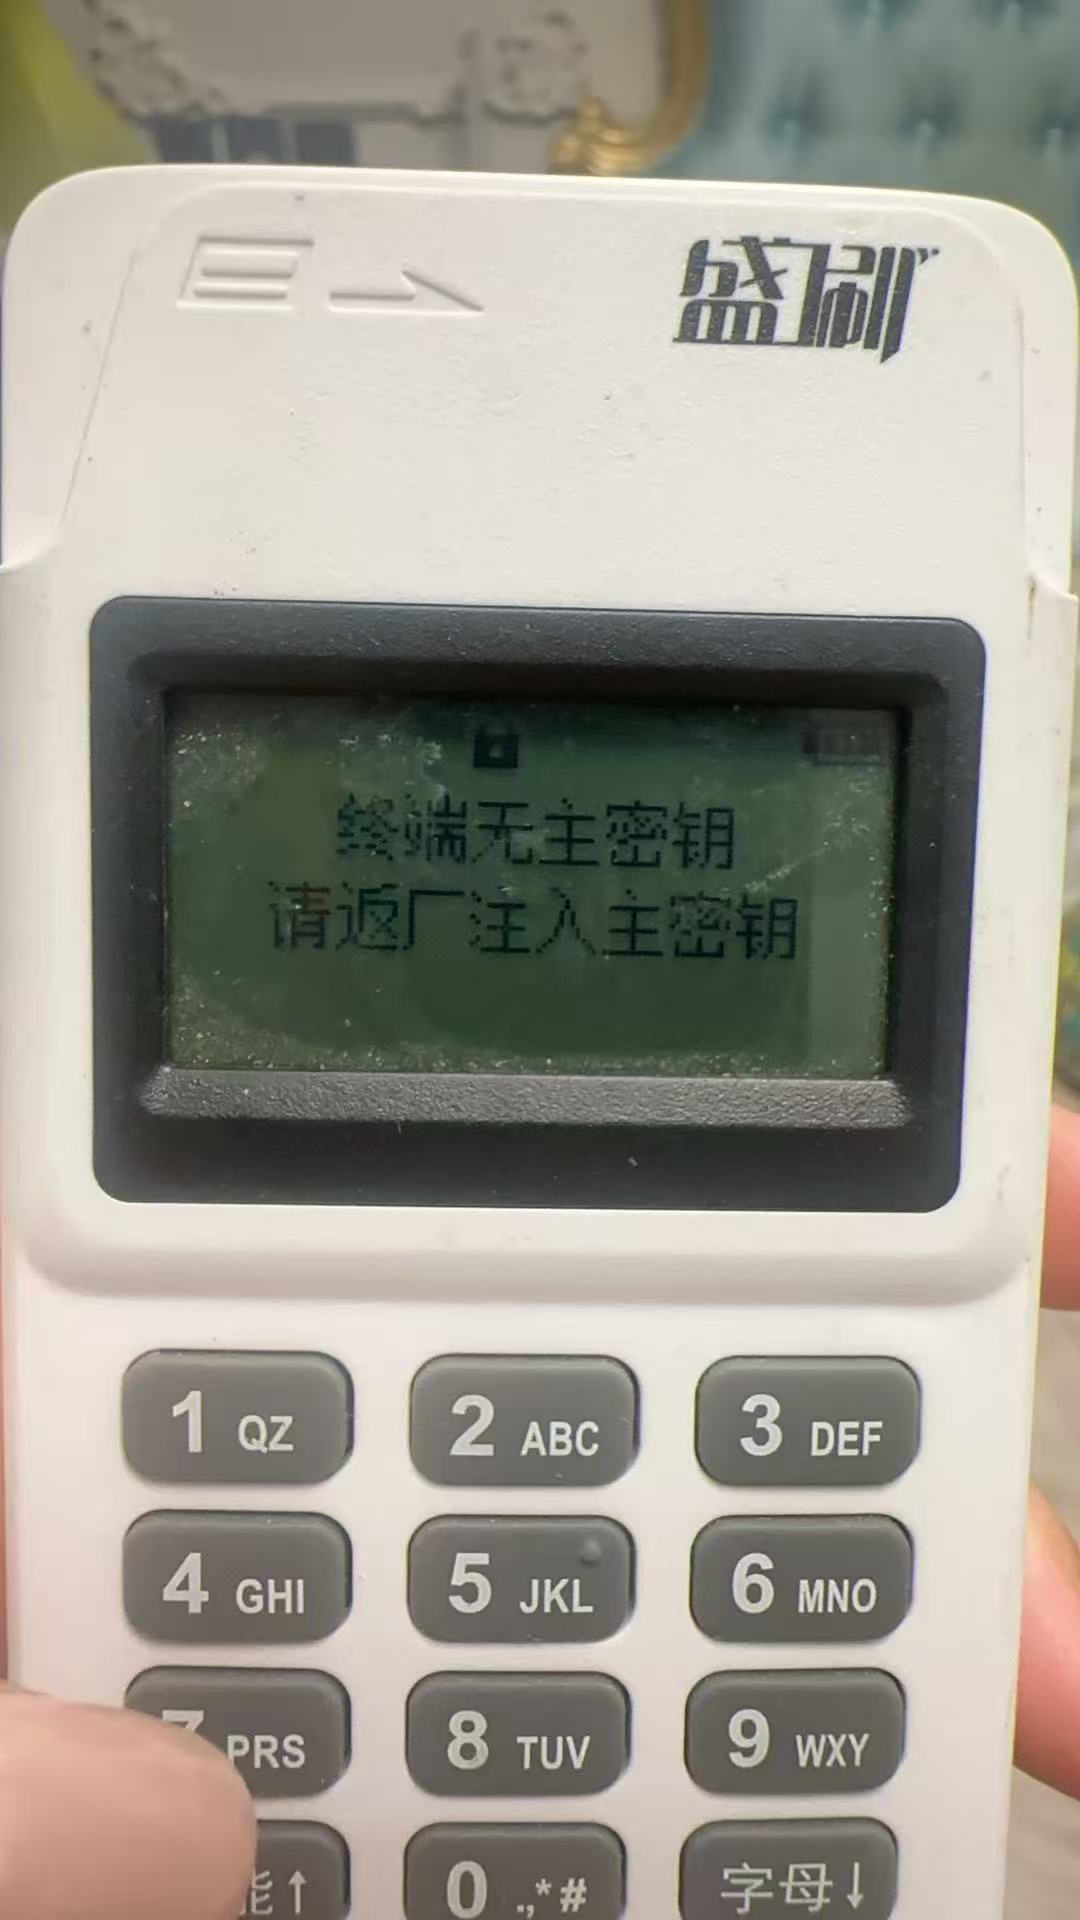 盛刷
终端无主密钥
请返厂注入主密钥
1 QZ
2 ABC
3 DEF
4 GHI
5 JKL
6 MNO
PRS
8 TUV
9 WXY
能↑
0 .,*#
字母↓